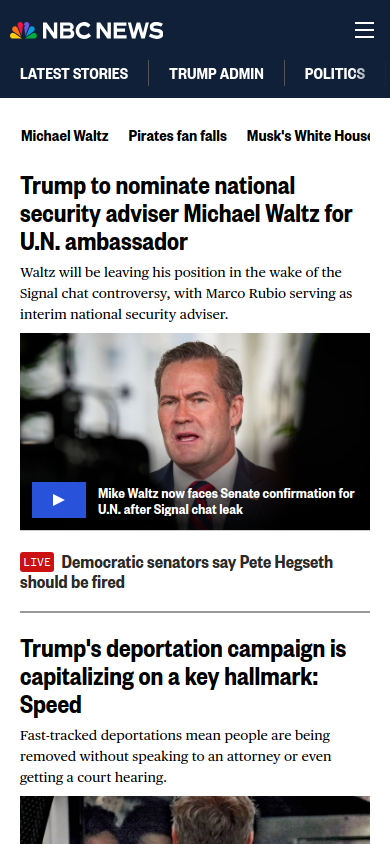 NBC NEWS
LATEST STORIES
TRUMP ADMIN
POLITICS
Michael Waltz
Pirates fan falls
Musk's White House
Trump to nominate national
security adviser Michael Waltz for
U.N. ambassador
Waltz will be leaving his position in the wake of the
Signal chat controversy, with Marco Rubio serving as
interim national security adviser.
Mike Waltz now faces Senate confirmation for
U.N. after Signal chat leak
LIVE Democratic senators say Pete Hegseth
should be fired
Trump's deportation campaign is
capitalizing on a key hallmark:
Speed
Fast-tracked deportations mean people are being
removed without speaking to an attorney or even
getting a court hearing.